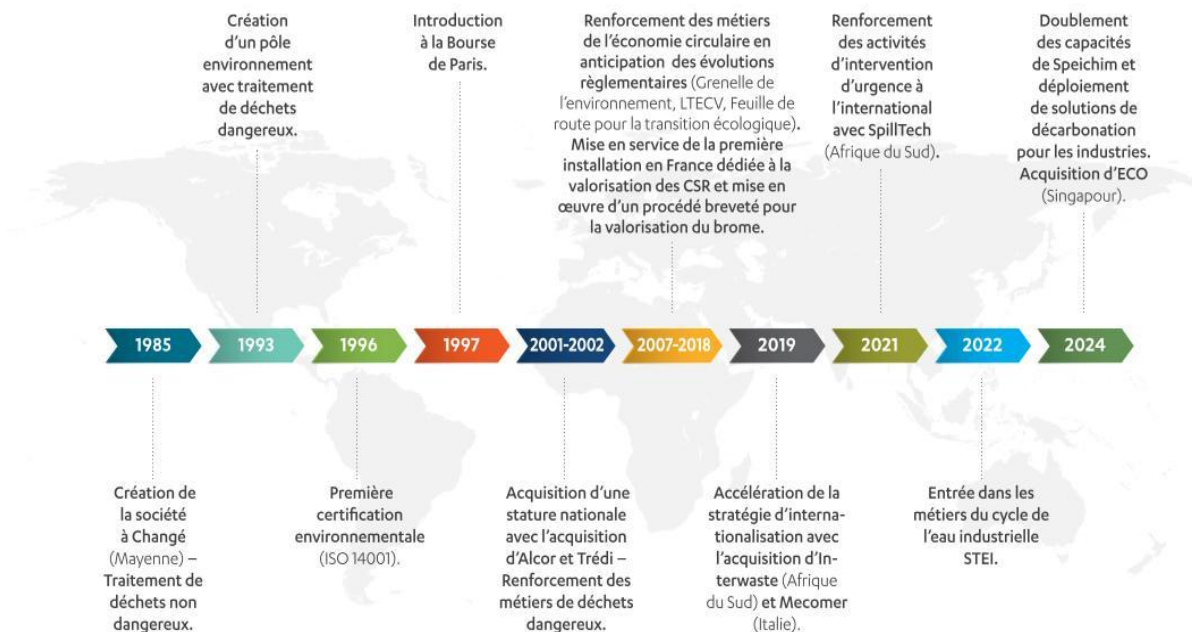 Création
d'un pôle
environnement
avec traitement
de déchets
dangereux.
Introduction
à la Bourse
de Paris.
Renforcement des métiers
de l'économie circulaire en
anticipation des évolutions
règlementaires (Grenelle de
l'environnement, LTECV, Feuille de
route pour la transition écologique).
Mise en service de la première
installation en France dédiée à la
valorisation des CSR et mise en
œuvre d'un procédé breveté pour
la valorisation du brome.
Renforcement
des activités
d'intervention
d'urgence à
l'international
avec SpillTech
(Afrique du Sud).
Doublement
des capacités
de Speichim et
déploiement
de solutions de
décarbonation
pour les industries.
Acquisition d'ECO
(Singapour).
1985
1993
1996
1997
2001-2002
2007-2018
2019
2021
2022
2024
Création de
la société
à Changé
(Mayenne) –
Traitement de
déchets non
dangereux.
Première
certification
environnementale
(ISO 14001).
Acquisition d'une
stature nationale
avec l'acquisition
d'Alcor et Trédi –
Renforcement des
métiers de déchets
dangereux.
Accélération de la
stratégie d'interna-
tionalisation avec
l'acquisition d'In-
terwaste (Afrique
du Sud) et Mecomer
(Italie).
Entrée dans les
métiers du cycle de
l'eau industrielle
STEI.